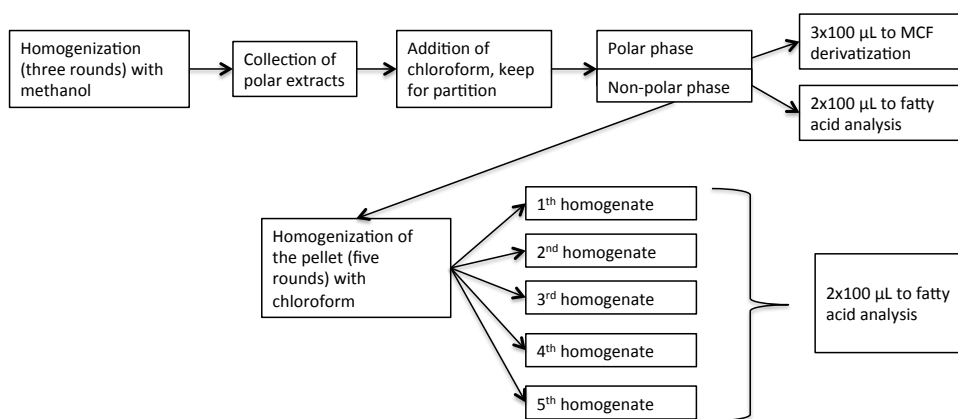 Homogenization
(three rounds) with
methanol
Collection of
polar extracts
Addition of
chloroform, keep
for partition
Polar phase
Non-polar phase
3x100 μL to MCF
derivatization
2x100 μL to fatty
acid analysis
Homogenization of
the pellet (five
rounds) with
chloroform
1th homogenate
2nd homogenate
3rd homogenate
4th homogenate
5th homogenate
2x100 μL to fatty
acid analysis